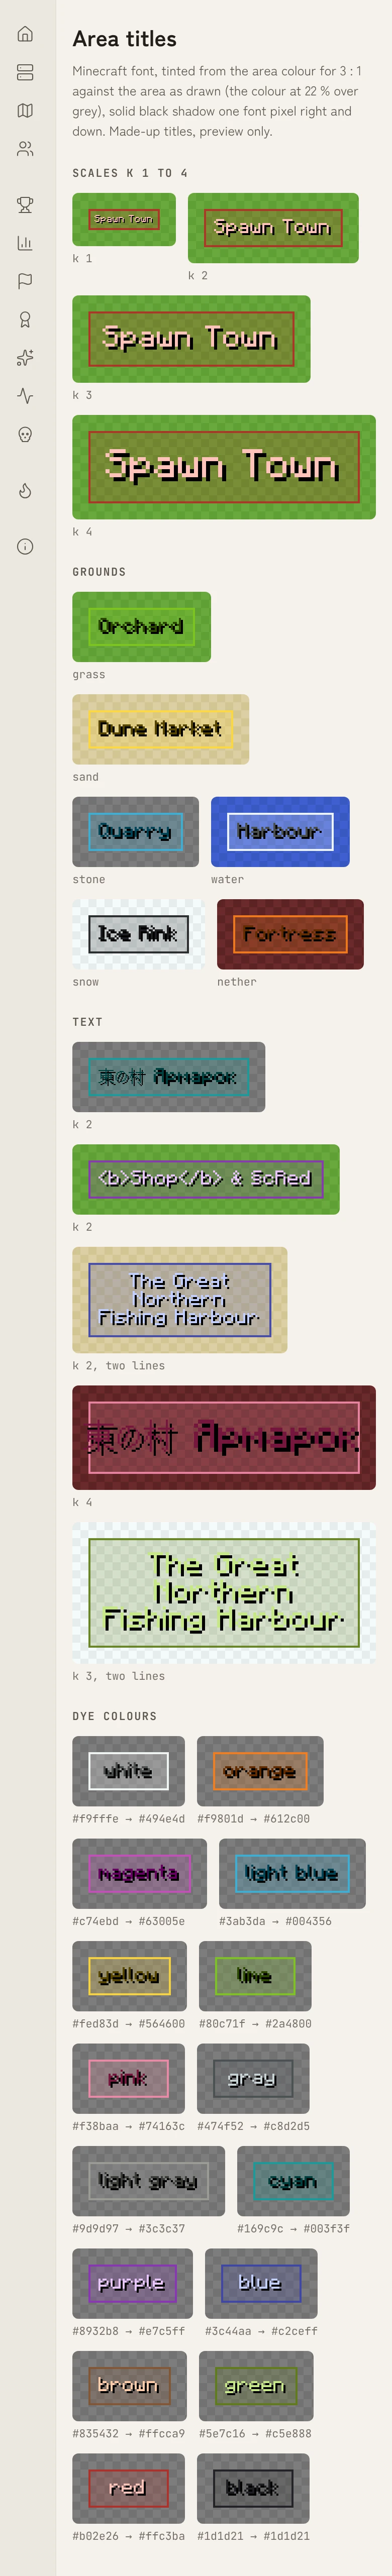 Area titles
Minecraft font, tinted from the area colour for 3 : 1
against the area as drawn (the colour at 22 % over
grey), solid black shadow one font pixel right and
down. Made-up titles, preview only.
SCALES K 1 TO 4
Spawn Town
k 1
Spawn Town
k 2
Spawn Town
k 3
Spawn Town
k 4
GROUNDS
Orchard
grass
Dune Market
sand
Quarry
stone
Harbour
water
Ice Rink
snow
Fortress
nether
TEXT
東の村 Ярмарок
k 2
<b>Shop</b> & ScRed
k 2
The Great
Northern
Fishing Harbour
k 2, two lines
東の村 Ярмарок
k 4
The Great
Northern
Fishing Harbour
k 3, two lines
DYE COLOURS
white
#f9fffe → #494e4d
orange
#f9801d → #612c00
magenta
#c74ebd → #63005e
light blue
#3ab3da → #004356
yellow
#fed83d → #564600
lime
#80c71f → #2a4800
pink
#f38baa → #74163c
gray
#474f52 → #c8d2d5
light gray
#9d9d97 → #3c3c37
cyan
#169c9c → #003f3f
purple
#8932b8 → #e7c5ff
blue
#3c44aa → #c2ceff
brown
#835432 → #ffcca9
green
#5e7c16 → #c5e888
red
#b02e26 → #ffc3ba
black
#1d1d21 → #1d1d21